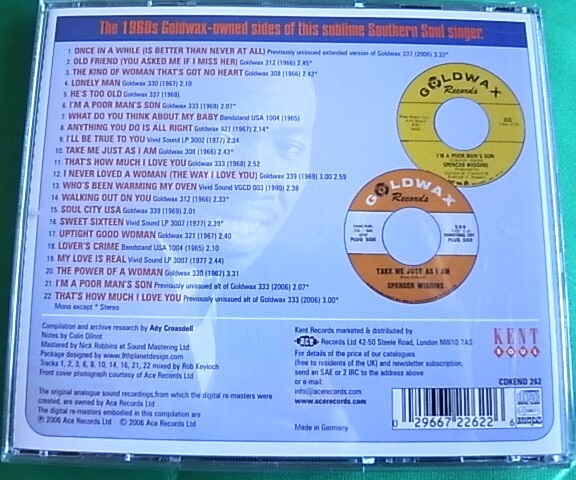 The 1960s Goldwax-owned sides of this sublime Southern Soul singer.
1. ONCE IN A WHILE (IS BETTER THAN NEVER AT ALL) Previously unissued extended version of Goldwax 337 (2006) 3.33*
2. OLD FRIEND (YOU ASKED ME IF I MISS HER) Goldwax 312 (1966) 2.45*
3. THE KIND OF WOMAN THAT'S GOT NO HEART Goldwax 308 (1966) 2.42*
4. LONELY MAN Goldwax 330 (1967) 2.10
5. HE'S TOO OLD Goldwax 337 (1968)
6. I'M A POOR MAN'S SON Goldwax 333 (1968) 2.07*
7. WHAT DO YOU THINK ABOUT MY BABY Bandstand USA 1004 (1965)
8. ANYTHING YOU DO IS ALL RIGHT Goldwax 321 (1967) 2.14*
9. I'LL BE TRUE TO YOU Vivid Sound LP 3002 (1977) 2.34
10. TAKE ME JUST AS I AM Goldwax 308 (1966) 2.43*
11. THAT'S HOW MUCH I LOVE YOU Goldwax 333 (1968) 2.52
12. I NEVER LOVED A WOMAN (THE WAY I LOVE YOU) Goldwax 339 (1969) 3.00 2.59
13. WHO'S BEEN WARMING MY OVEN Vivid Sound VGCD 003 (1990) 2.38
14. WALKING OUT ON YOU Goldwax 312 (1966) 2.33*
15. SOUL CITY USA Goldwax 339 (1969) 2.01
16. SWEET SIXTEEN Vivid Sound LP 3007 (1977) 2.39*
17. UPTIGHT GOOD WOMAN Goldwax 321 (1967) 2.40
18. LOVER'S CRIME Bandstand USA 1004 (1965) 2.10
19. MY LOVE IS REAL Vivid Sound LP 3007 (1977 2.44)
20. THE POWER OF A WOMAN Goldwax 330 (1967) 3.31
21. I'M A POOR MAN'S SON Previously unissued alt of Goldwax 333 (2006) 2.07*
22. THAT'S HOW MUCH I LOVE YOU Previously unissued alt of Goldwax 333 (2006) 3.00*
Mono except * Stereo
GOLDWAX
Records
I'M A POOR MAN'S SON
SPENCER WIGGINS
GOLDWAX
Records
PLUG SIDE
PLUG SIDE
TAKE ME JUST AS I AM
SPENCER WIGGINS
Compilation and archive research by Ady Croasdell
Notes by Colin Dilnot
Mastered by Nick Robbins at Sound Mastering Ltd
Package designed by www.9thplanetdesign.com
Tracks 1, 2, 3, 6, 8, 10, 14, 16, 21, 22 mixed by Rob Keyloch
Front cover photograph courtesy of Ace Records
The original analogue sound recordings, from which the digital re-masters were
created, are owned by Ace Records Ltd.
The digital re-masters embodied in this compilation are
℗ 2006 Ace Records Ltd © 2006 Ace Records Ltd.
Kent Records marketed & distributed by
ACE Records Ltd 42-50 Steele Road, London NW10 7AS
For details of the price of our catalogues
(free to residents of the UK) and newsletter subscription,
send an SAE or 2 IRC to the address above
or e-mail:
info@acerecords.com
www.acerecords.com
Made in Germany
KENT
SOUL
CDKEND 262
0 29667 22622 6